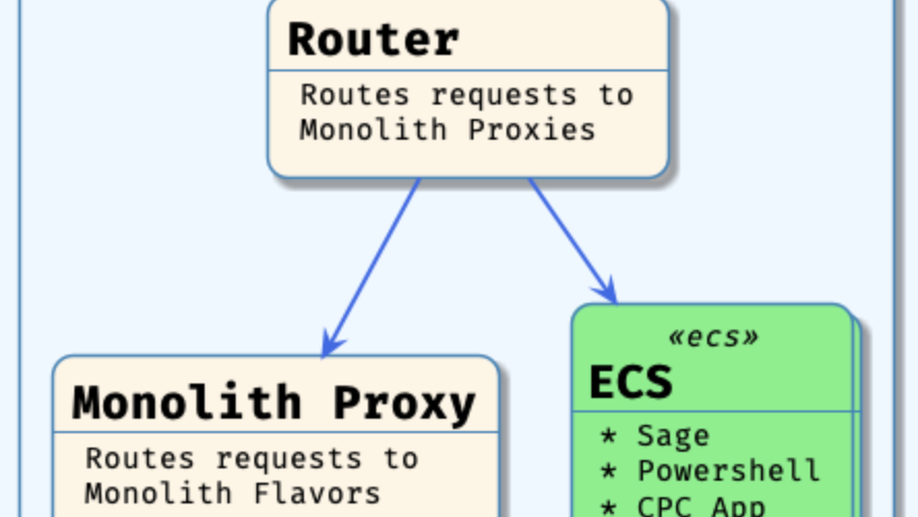 Router
Routes requests to
Monolith Proxies
Monolith Proxy
Routes requests to
Monolith Flavors
«ecs»
ECS
* Sage
* Powershell
* CPC App